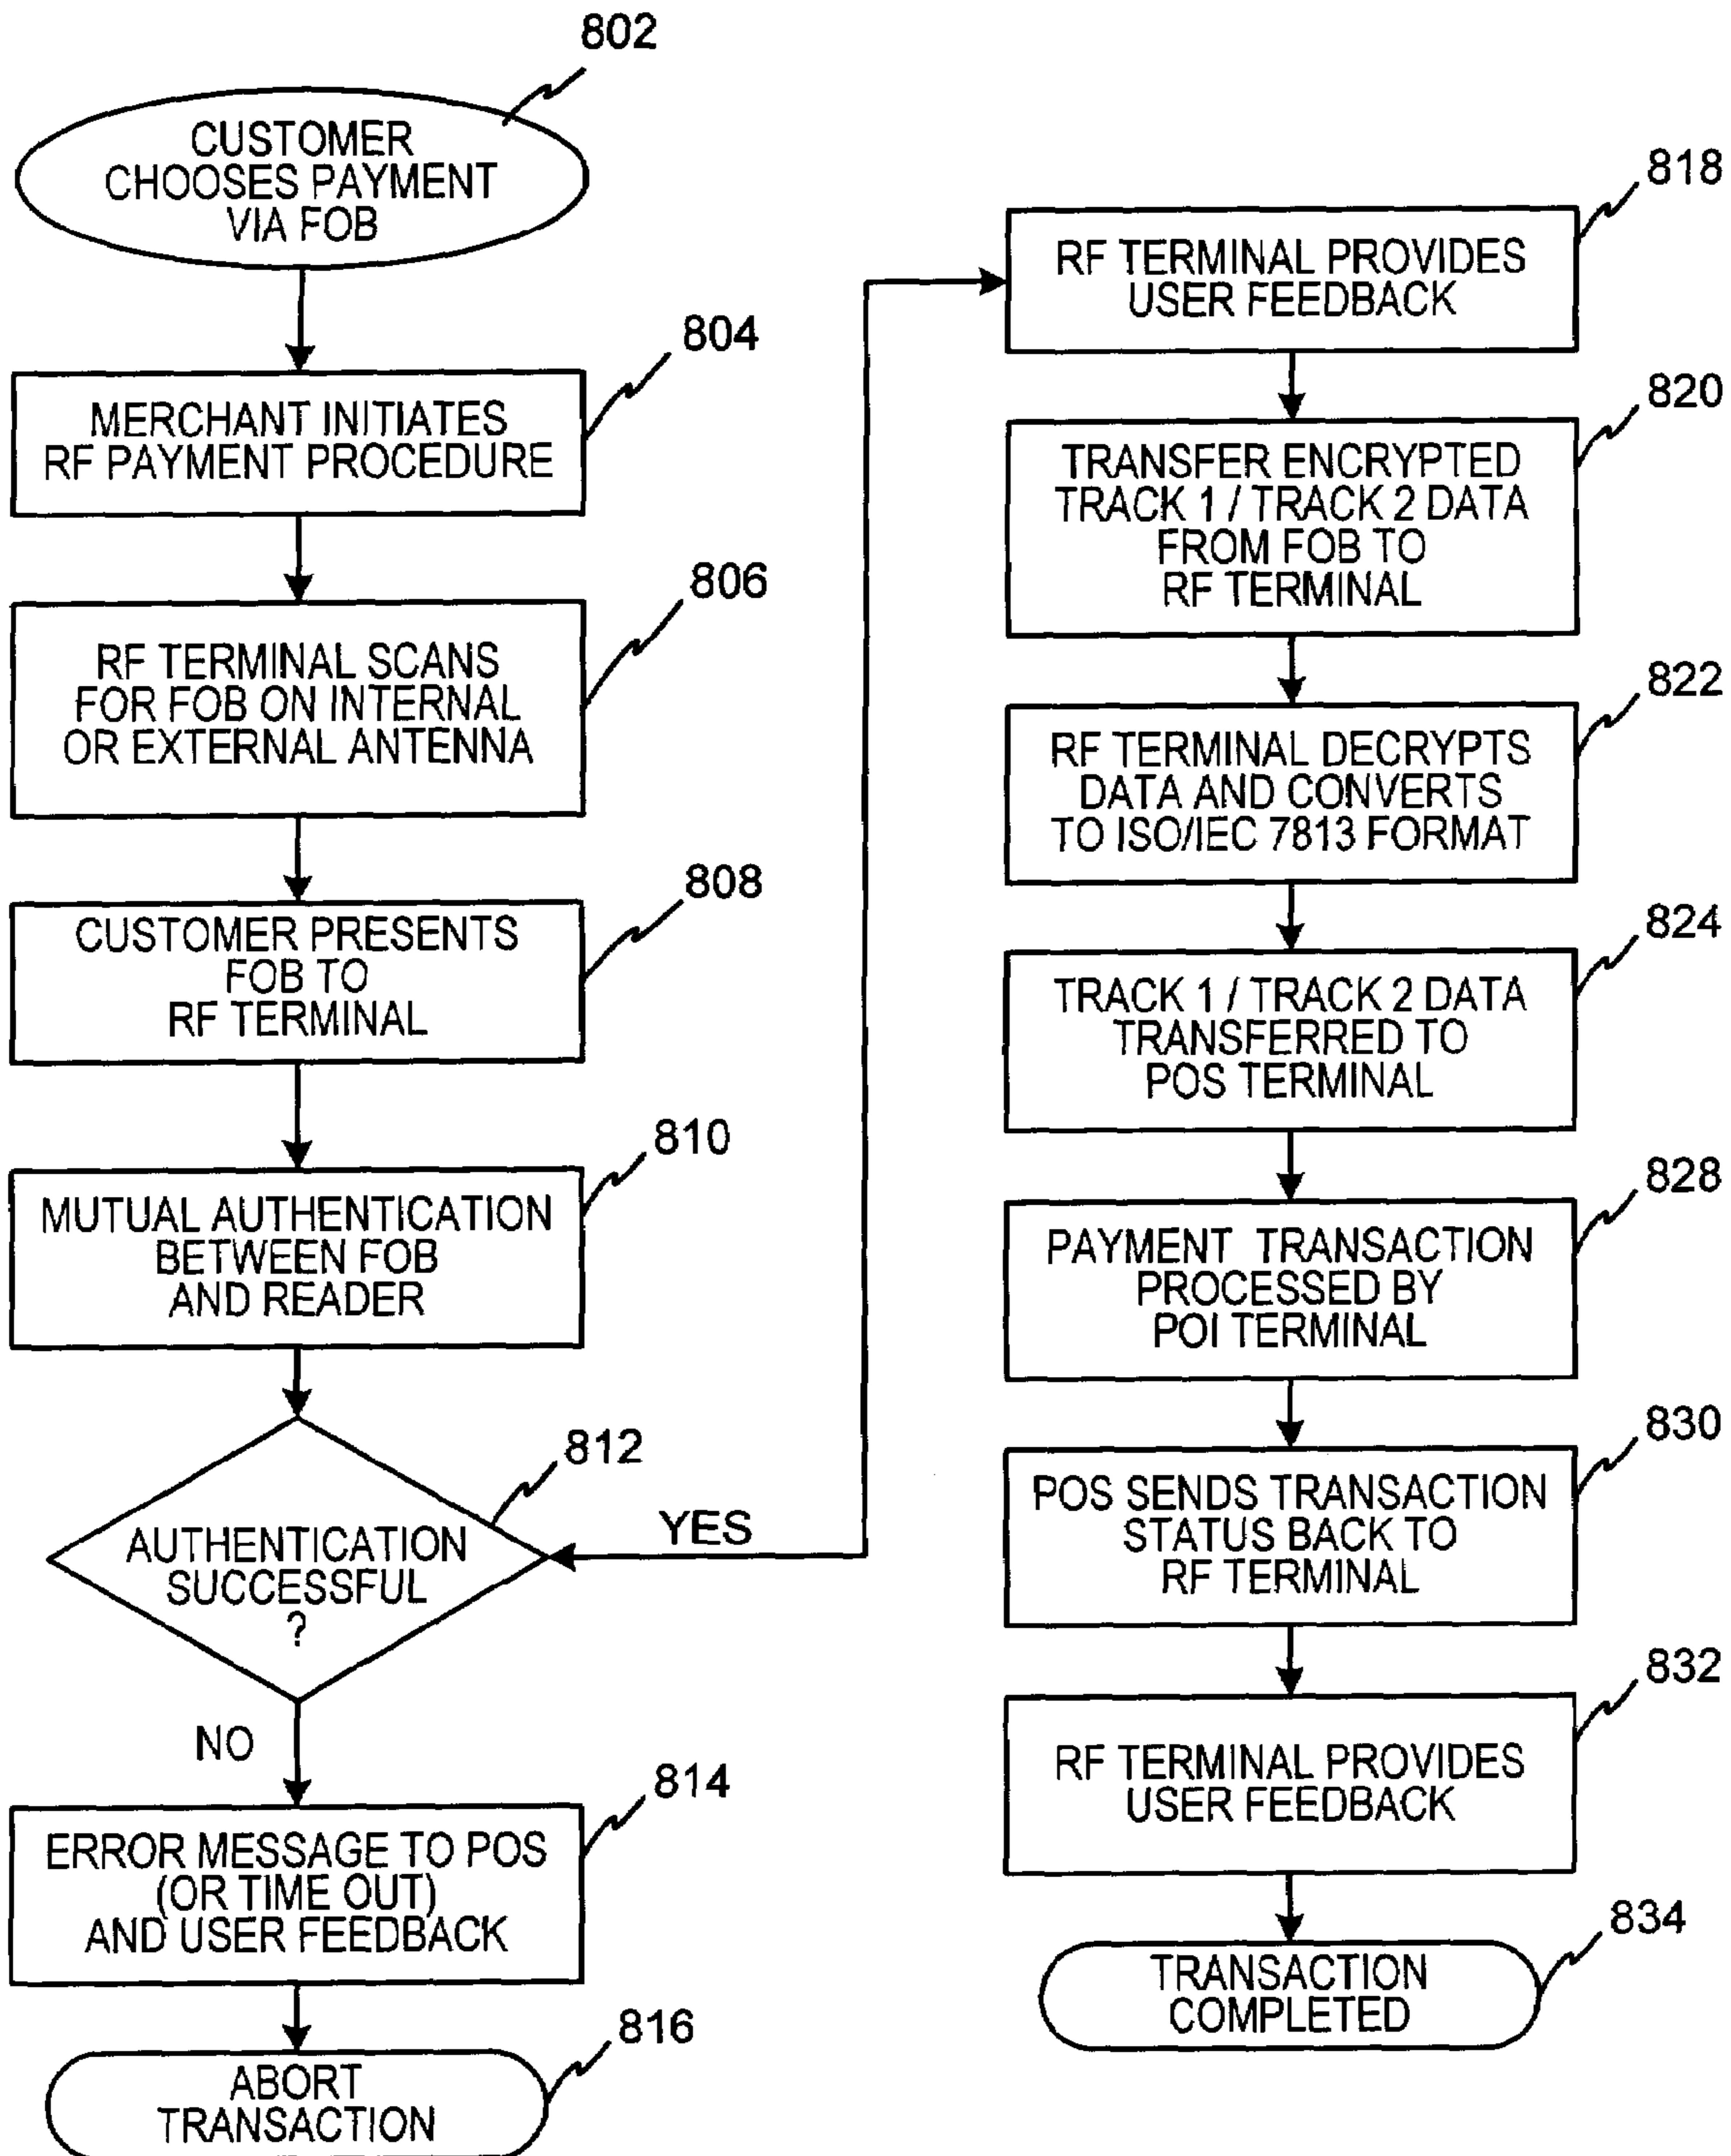 802
CUSTOMER
CHOOSES PAYMENT
VIA FOB
804
MERCHANT INITIATES
RF PAYMENT PROCEDURE
806
RF TERMINAL SCANS
FOR FOB ON INTERNAL
OR EXTERNAL ANTENNA
808
CUSTOMER PRESENTS
FOB TO
RF TERMINAL
810
MUTUAL AUTHENTICATION
BETWEEN FOB
AND READER
812
AUTHENTICATION
SUCCESSFUL
?
YES
NO
814
ERROR MESSAGE TO POS
(OR TIME OUT)
AND USER FEEDBACK
816
ABORT
TRANSACTION
818
RF TERMINAL PROVIDES
USER FEEDBACK
820
TRANSFER ENCRYPTED
TRACK 1 / TRACK 2 DATA
FROM FOB TO
RF TERMINAL
822
RF TERMINAL DECRYPTS
DATA AND CONVERTS
TO ISO/IEC 7813 FORMAT
824
TRACK 1 / TRACK 2 DATA
TRANSFERRED TO
POS TERMINAL
828
PAYMENT TRANSACTION
PROCESSED BY
POI TERMINAL
830
POS SENDS TRANSACTION
STATUS BACK TO
RF TERMINAL
832
RF TERMINAL PROVIDES
USER FEEDBACK
834
TRANSACTION
COMPLETED